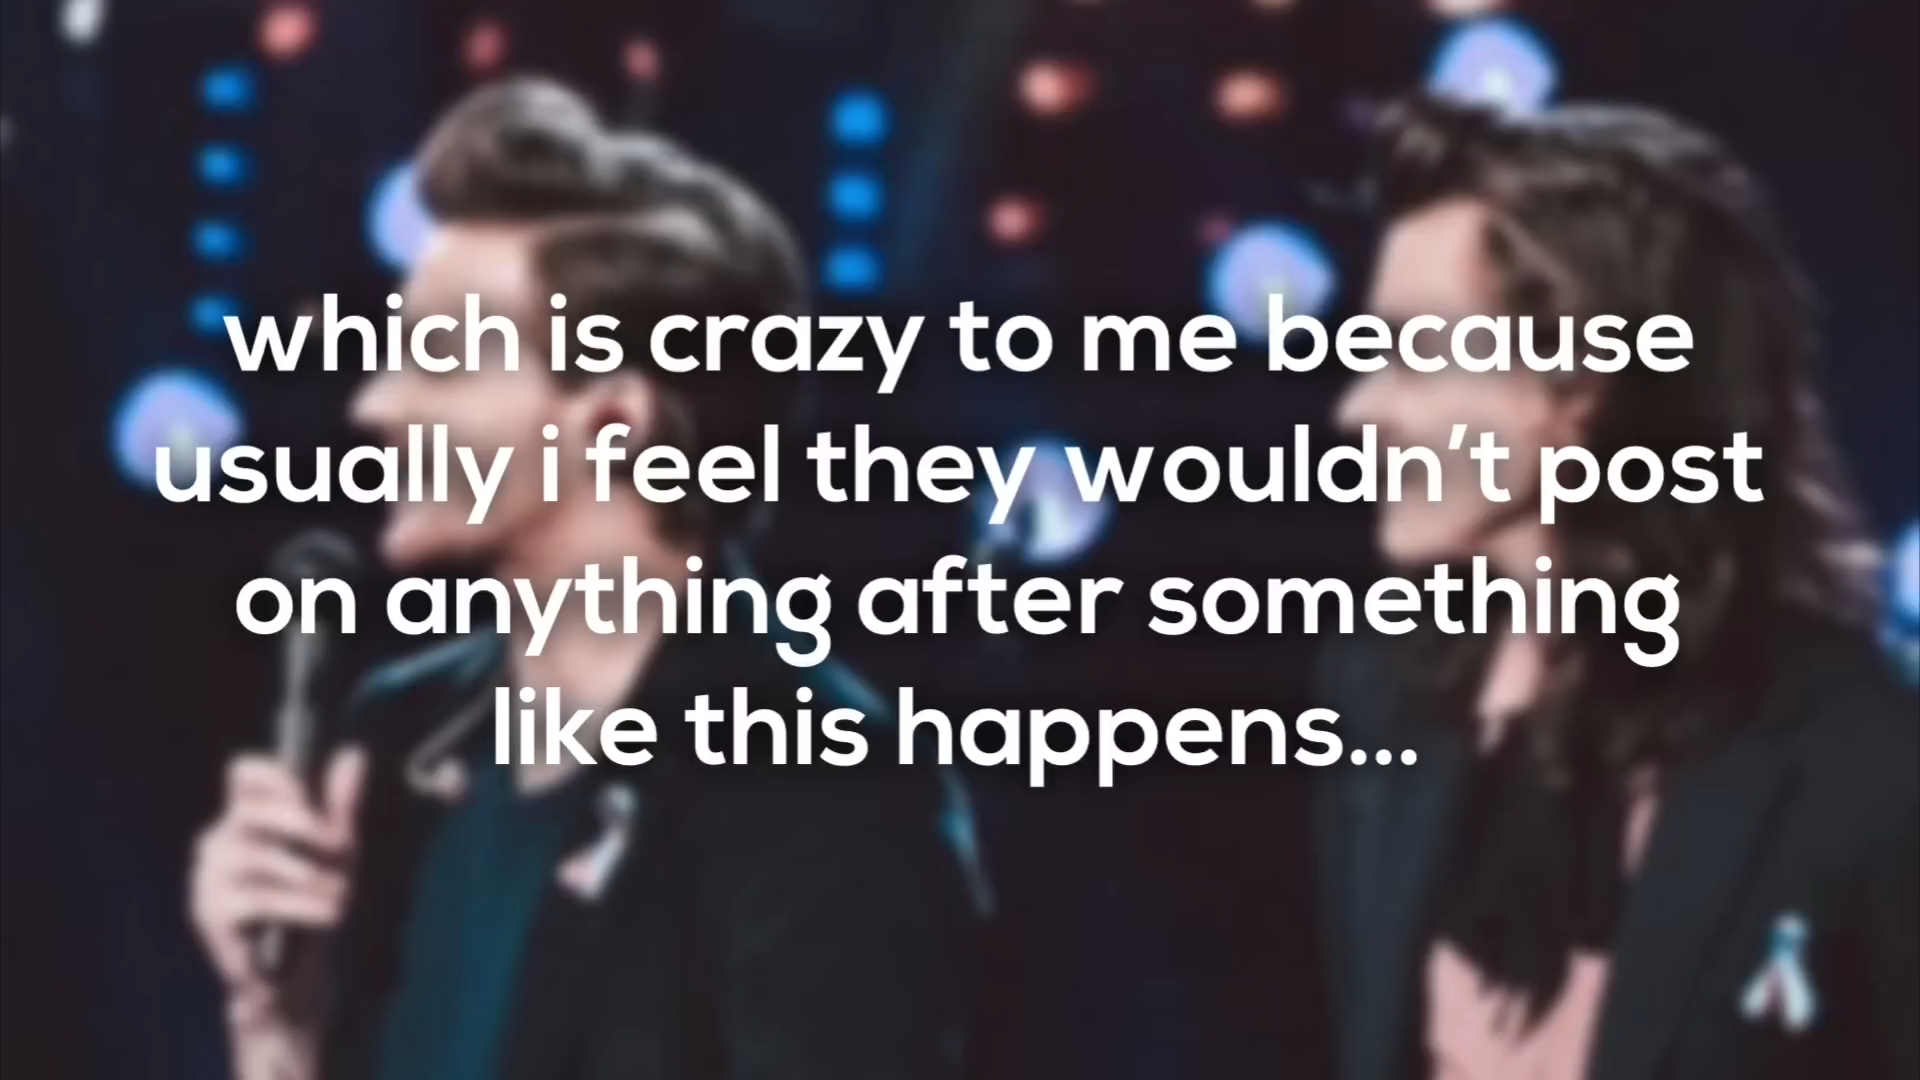 which is crazy to me because
usually i feel they wouldn't post
on anything after something
like this happens...